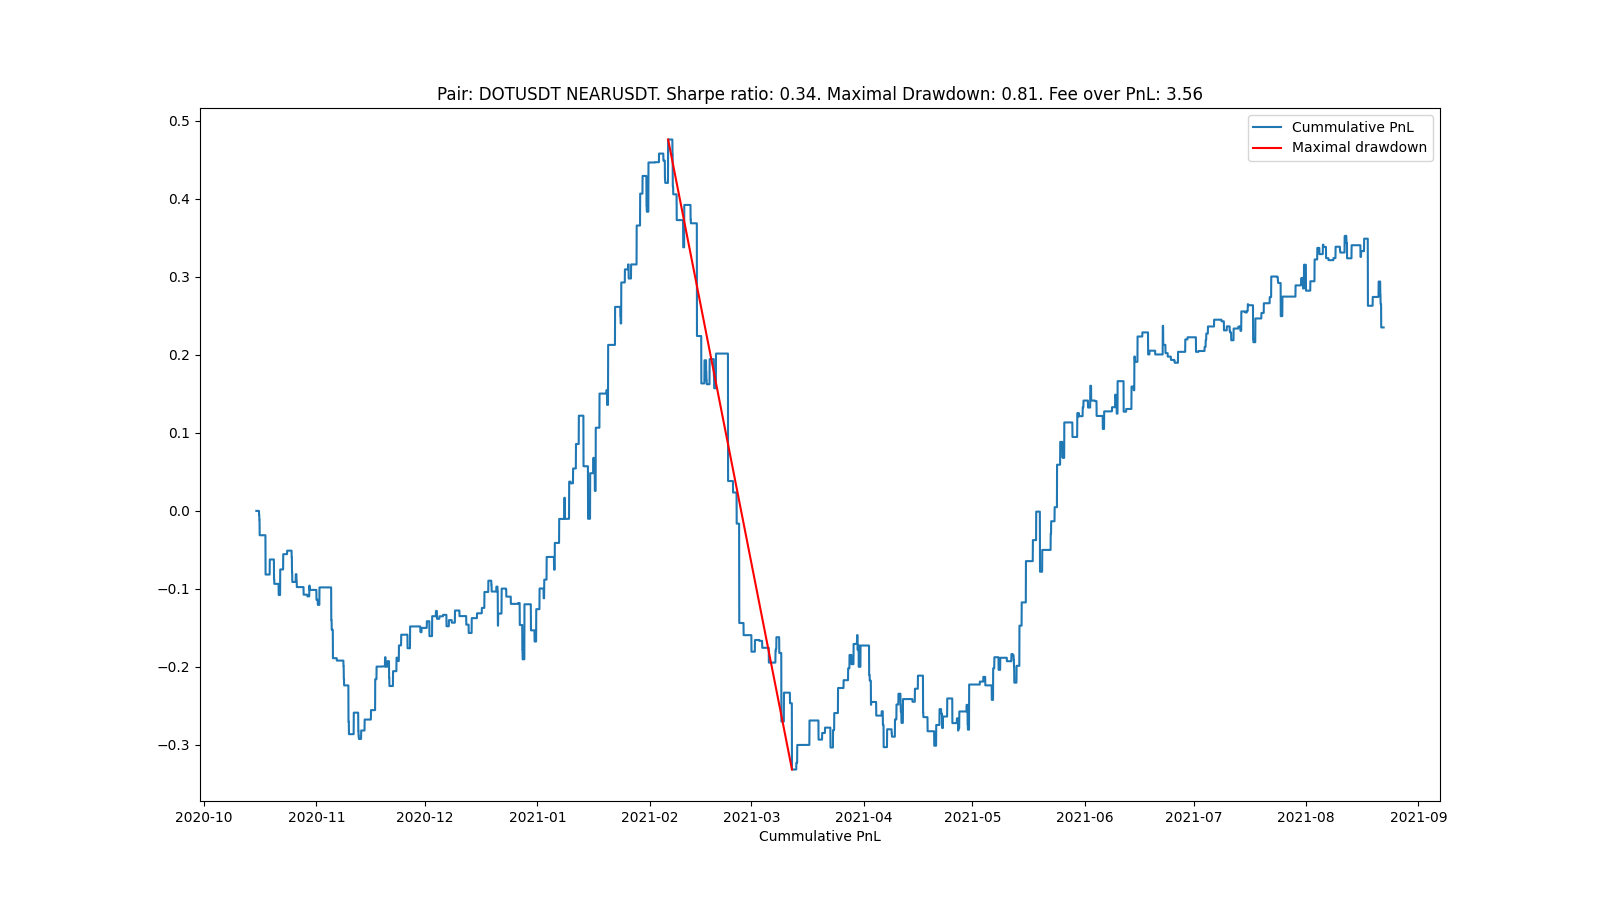 Pair: DOTUSDT NEARUSDT. Sharpe ratio: 0.34. Maximal Drawdown: 0.81. Fee over PnL: 3.56
Cummulative PnL
Maximal drawdown
0.5
0.4
0.3
0.2
0.1
0.0
−0.1
−0.2
−0.3
2020-10 2020-11 2020-12 2021-01 2021-02 2021-03 2021-04 2021-05 2021-06 2021-07 2021-08 2021-09
Cummulative PnL